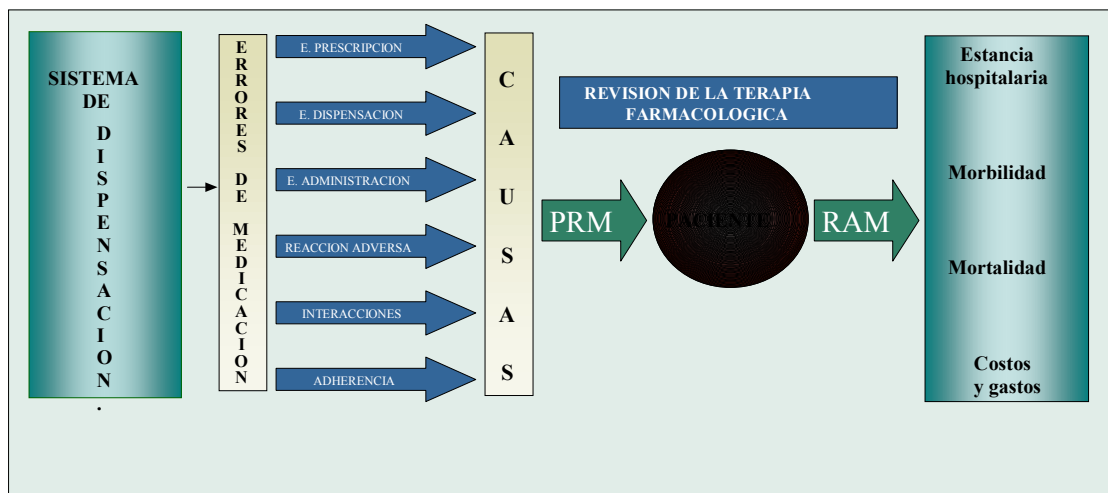 SISTEMA
DE
DISPENSACION
.
ERRORES DE MEDICACION
E. PRESCRIPCION
E. DISPENSACION
E. ADMINISTRACION
REACCION ADVERSA
INTERACCIONES
ADHERENCIA
CAUSAS
REVISION DE LA TERAPIA
FARMACOLOGICA
PRM
PACIENTE
RAM
Estancia
hospitalaria
Morbilidad
Mortalidad
Costos
y gastos